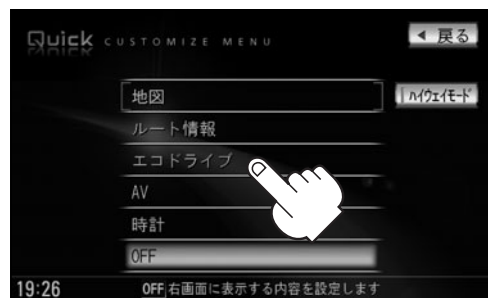 Quick CUSTOMIZE MENU
◀ 戻る
地図
ハイウェイモード
ルート情報
エコドライブ
AV
時計
OFF
19:26
OFF 右画面に表示する内容を設定します